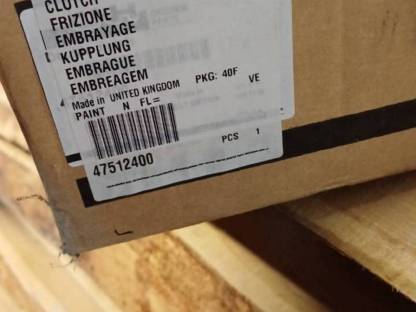 CLUTCH
FRIZIONE
EMBRAYAGE
KUPPLUNG
EMBRAGUE
EMBREAGEM
Made in UNITED KINGDOM PKG: 40F VE
PAINT N FL=
47512400 PCS 1